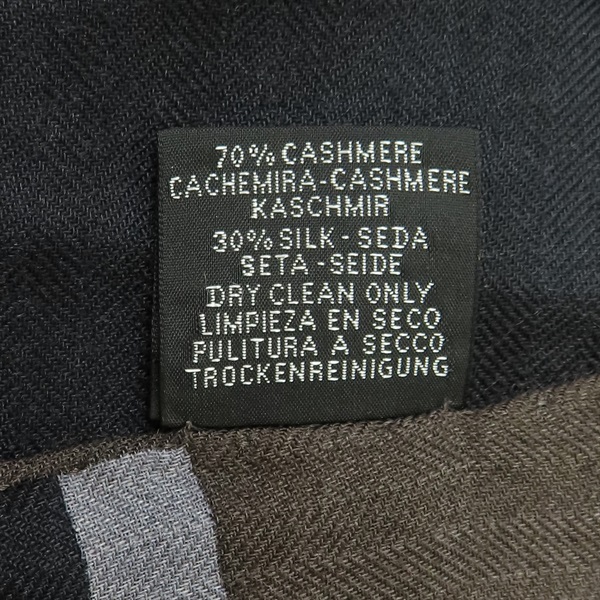 70% CASHMERE
CACHEMIRA-CASHMERE
KASCHMIR
30% SILK - SEDA
SETA - SEIDE
DRY CLEAN ONLY
LIMPIEZA EN SECO
PULITURA A SECCO
TROCKENREINIGUNG